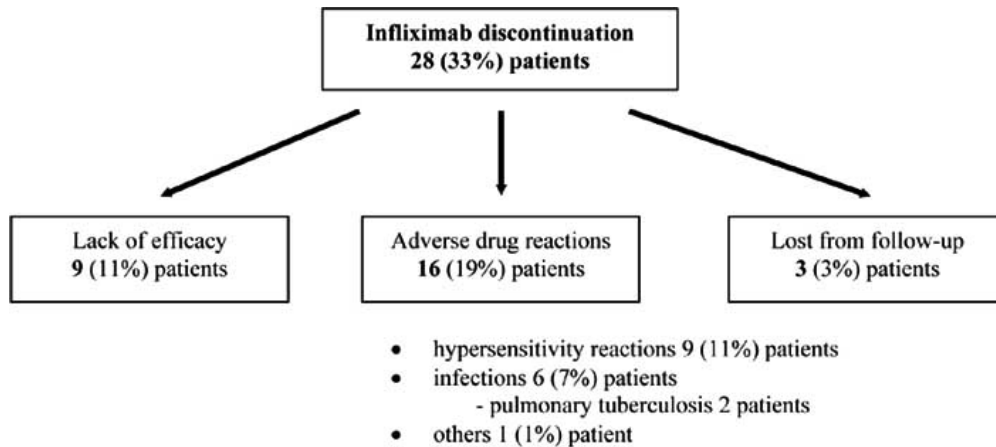 Infliximab discontinuation
28 (33%) patients
Lack of efficacy
9 (11%) patients
Adverse drug reactions
16 (19%) patients
Lost from follow-up
3 (3%) patients
• hypersensitivity reactions 9 (11%) patients
• infections 6 (7%) patients
- pulmonary tuberculosis 2 patients
• others 1 (1%) patient